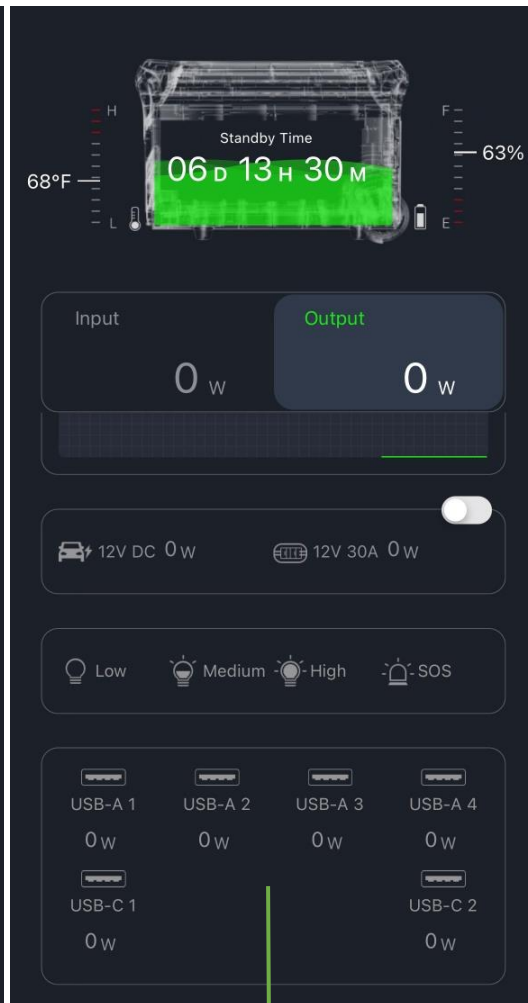 H
F
Standby Time
63%
06 D 13 H 30 M
68°F
L
E
Input
Output
0 W
0 W
12V DC 0 W
12V 30A 0 W
Low
Medium
High
SOS
USB-A 1
USB-A 2
USB-A 3
USB-A 4
0 W
0 W
0 W
0 W
USB-C 1
USB-C 2
0 W
0 W